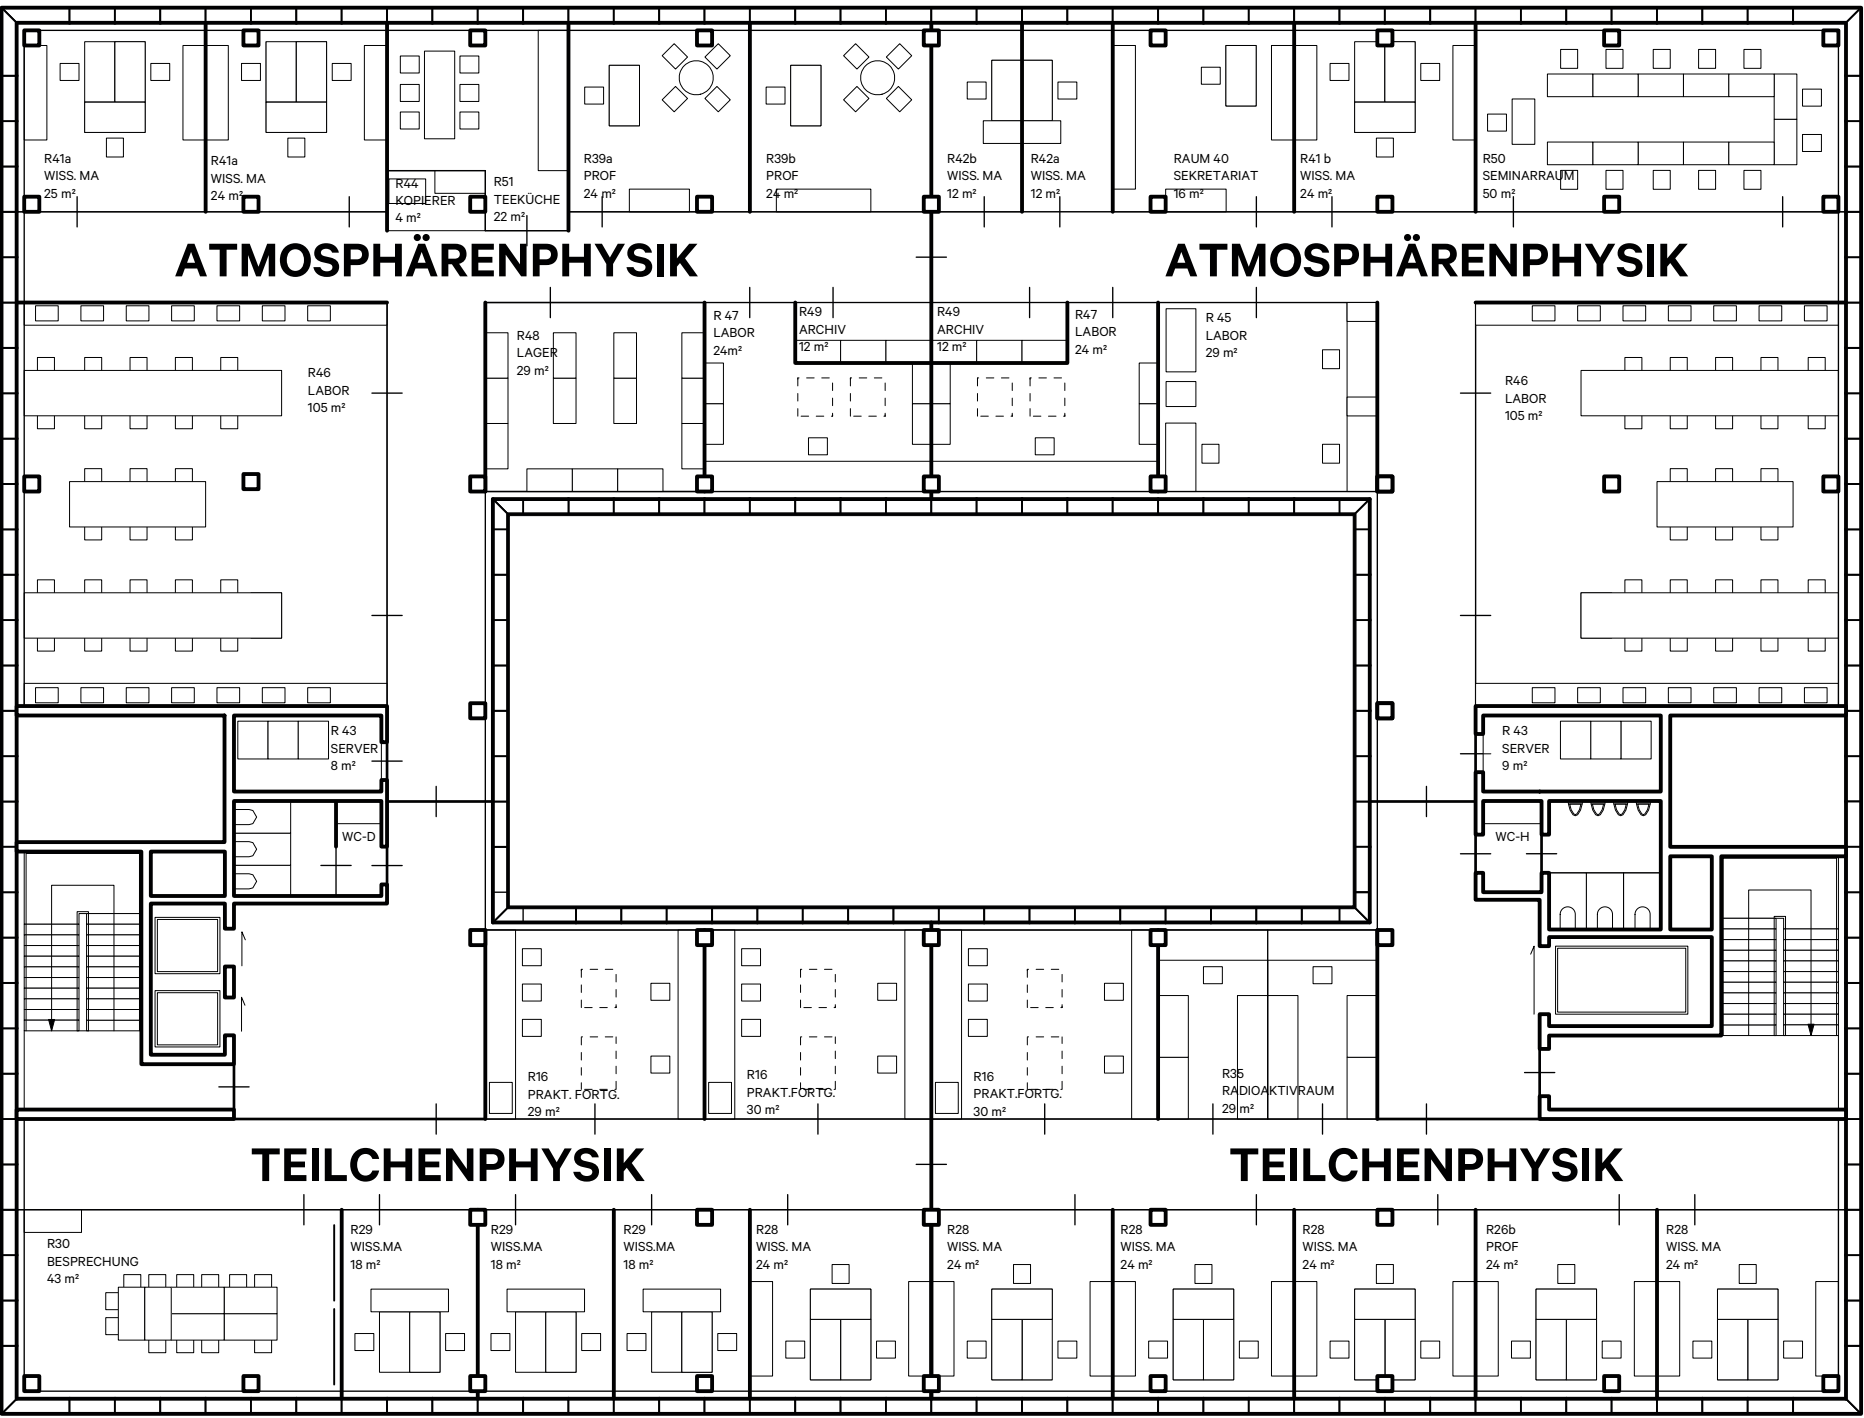 R41a
WISS. MA
25 m²
R41a
WISS. MA
24 m²
R44
KOPIERER
4 m²
R51
TEEKÜCHE
22 m²
R39a
PROF
24 m²
R39b
PROF
24 m²
R42b
WISS. MA
12 m²
R42a
WISS. MA
12 m²
RAUM 40
SEKRETARIAT
16 m²
R41 b
WISS. MA
24 m²
R50
SEMINARRAUM
50 m²
ATMOSPHÄRENPHYSIK
ATMOSPHÄRENPHYSIK
R46
LABOR
105 m²
R48
LAGER
29 m²
R 47
LABOR
24m²
R49
ARCHIV
12 m²
R49
ARCHIV
12 m²
R47
LABOR
24 m²
R 45
LABOR
29 m²
R46
LABOR
105 m²
R 43
SERVER
8 m²
R 43
SERVER
9 m²
WC-D
WC-H
R16
PRAKT. FORTG.
29 m²
R16
PRAKT.FORTG.
30 m²
R16
PRAKT.FORTG.
30 m²
R35
RADIOAKTIVRAUM
29 m²
TEILCHENPHYSIK
TEILCHENPHYSIK
R30
BESPRECHUNG
43 m²
R29
WISS.MA
18 m²
R29
WISS.MA
18 m²
R29
WISS.MA
18 m²
R28
WISS. MA
24 m²
R28
WISS. MA
24 m²
R28
WISS. MA
24 m²
R28
WISS. MA
24 m²
R26b
PROF
24 m²
R28
WISS. MA
24 m²